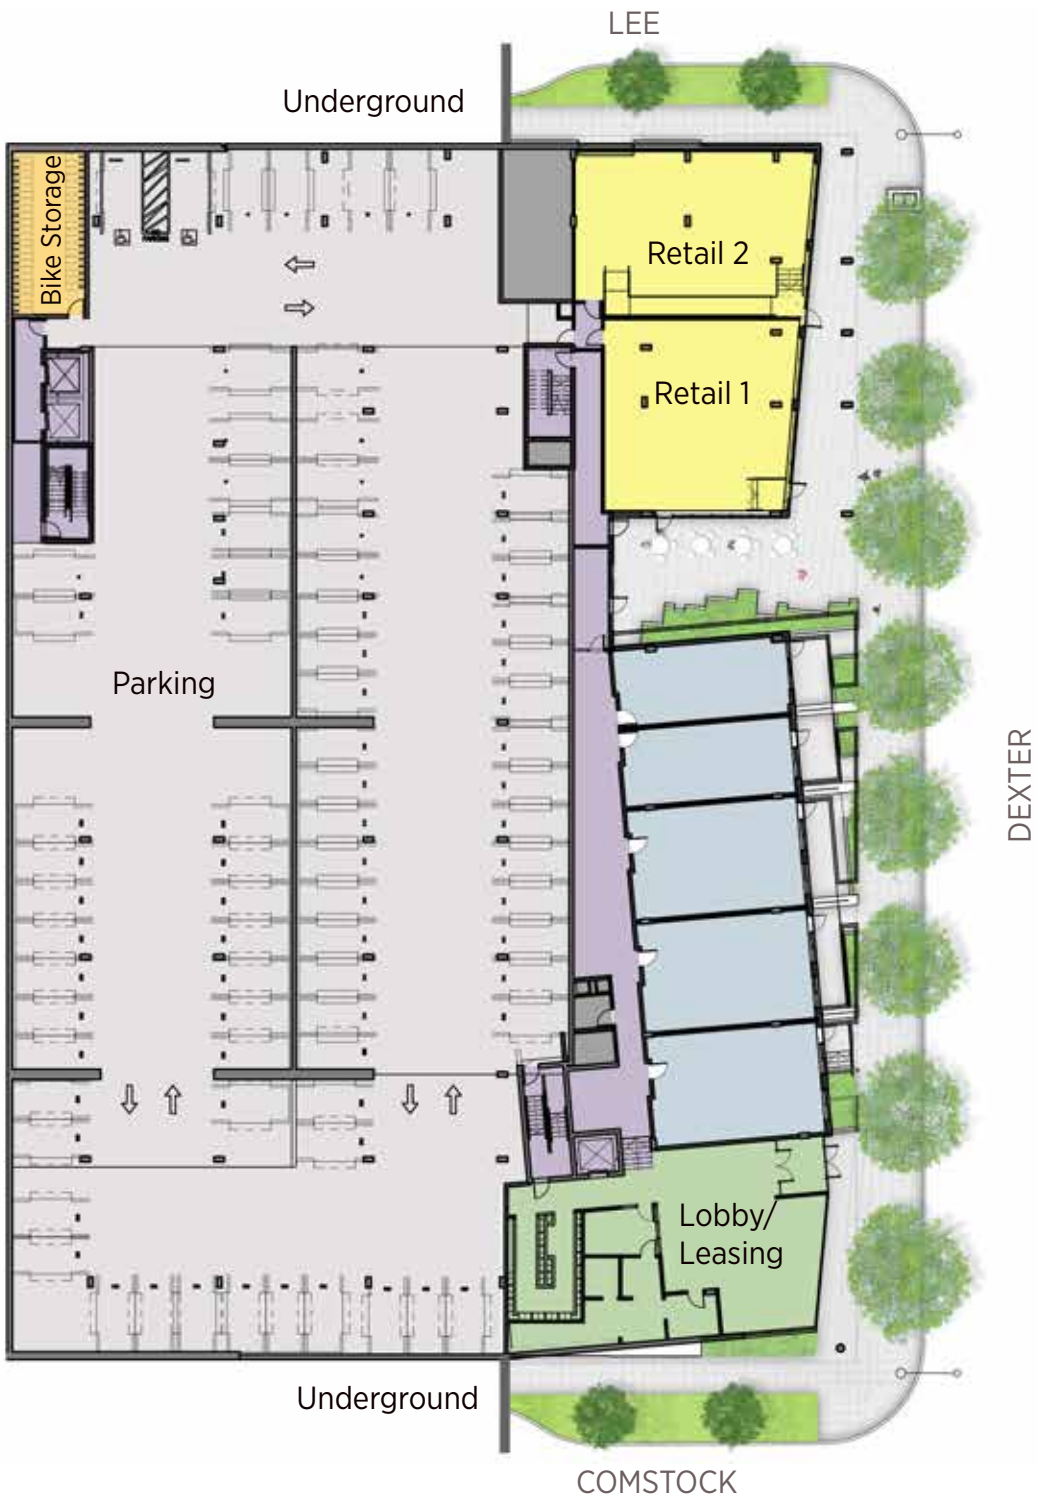 LEE
Underground
Bike Storage
Retail 2
Retail 1
Parking
DEXTER
Lobby/
Leasing
Underground
COMSTOCK